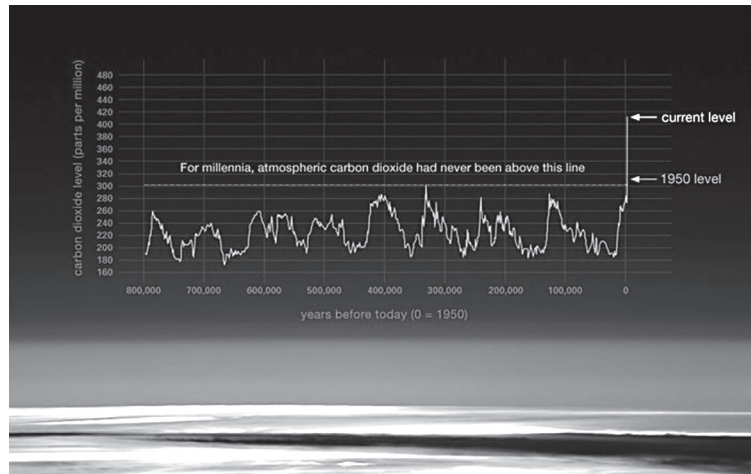 carbon dioxide level (parts per million)
480
460
440
420
400
380
360
340
320
300
280
260
240
220
200
180
160
current level
For millennia, atmospheric carbon dioxide had never been above this line
1950 level
800,000 700,000 600,000 500,000 400,000 300,000 200,000 100,000 0
years before today (0 = 1950)